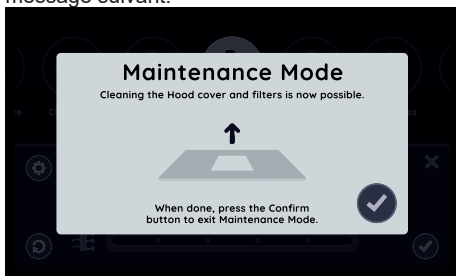 message suivant.
Maintenance Mode
Cleaning the Hood cover and filters is now possible.
When done, press the Confirm
button to exit Maintenance Mode.